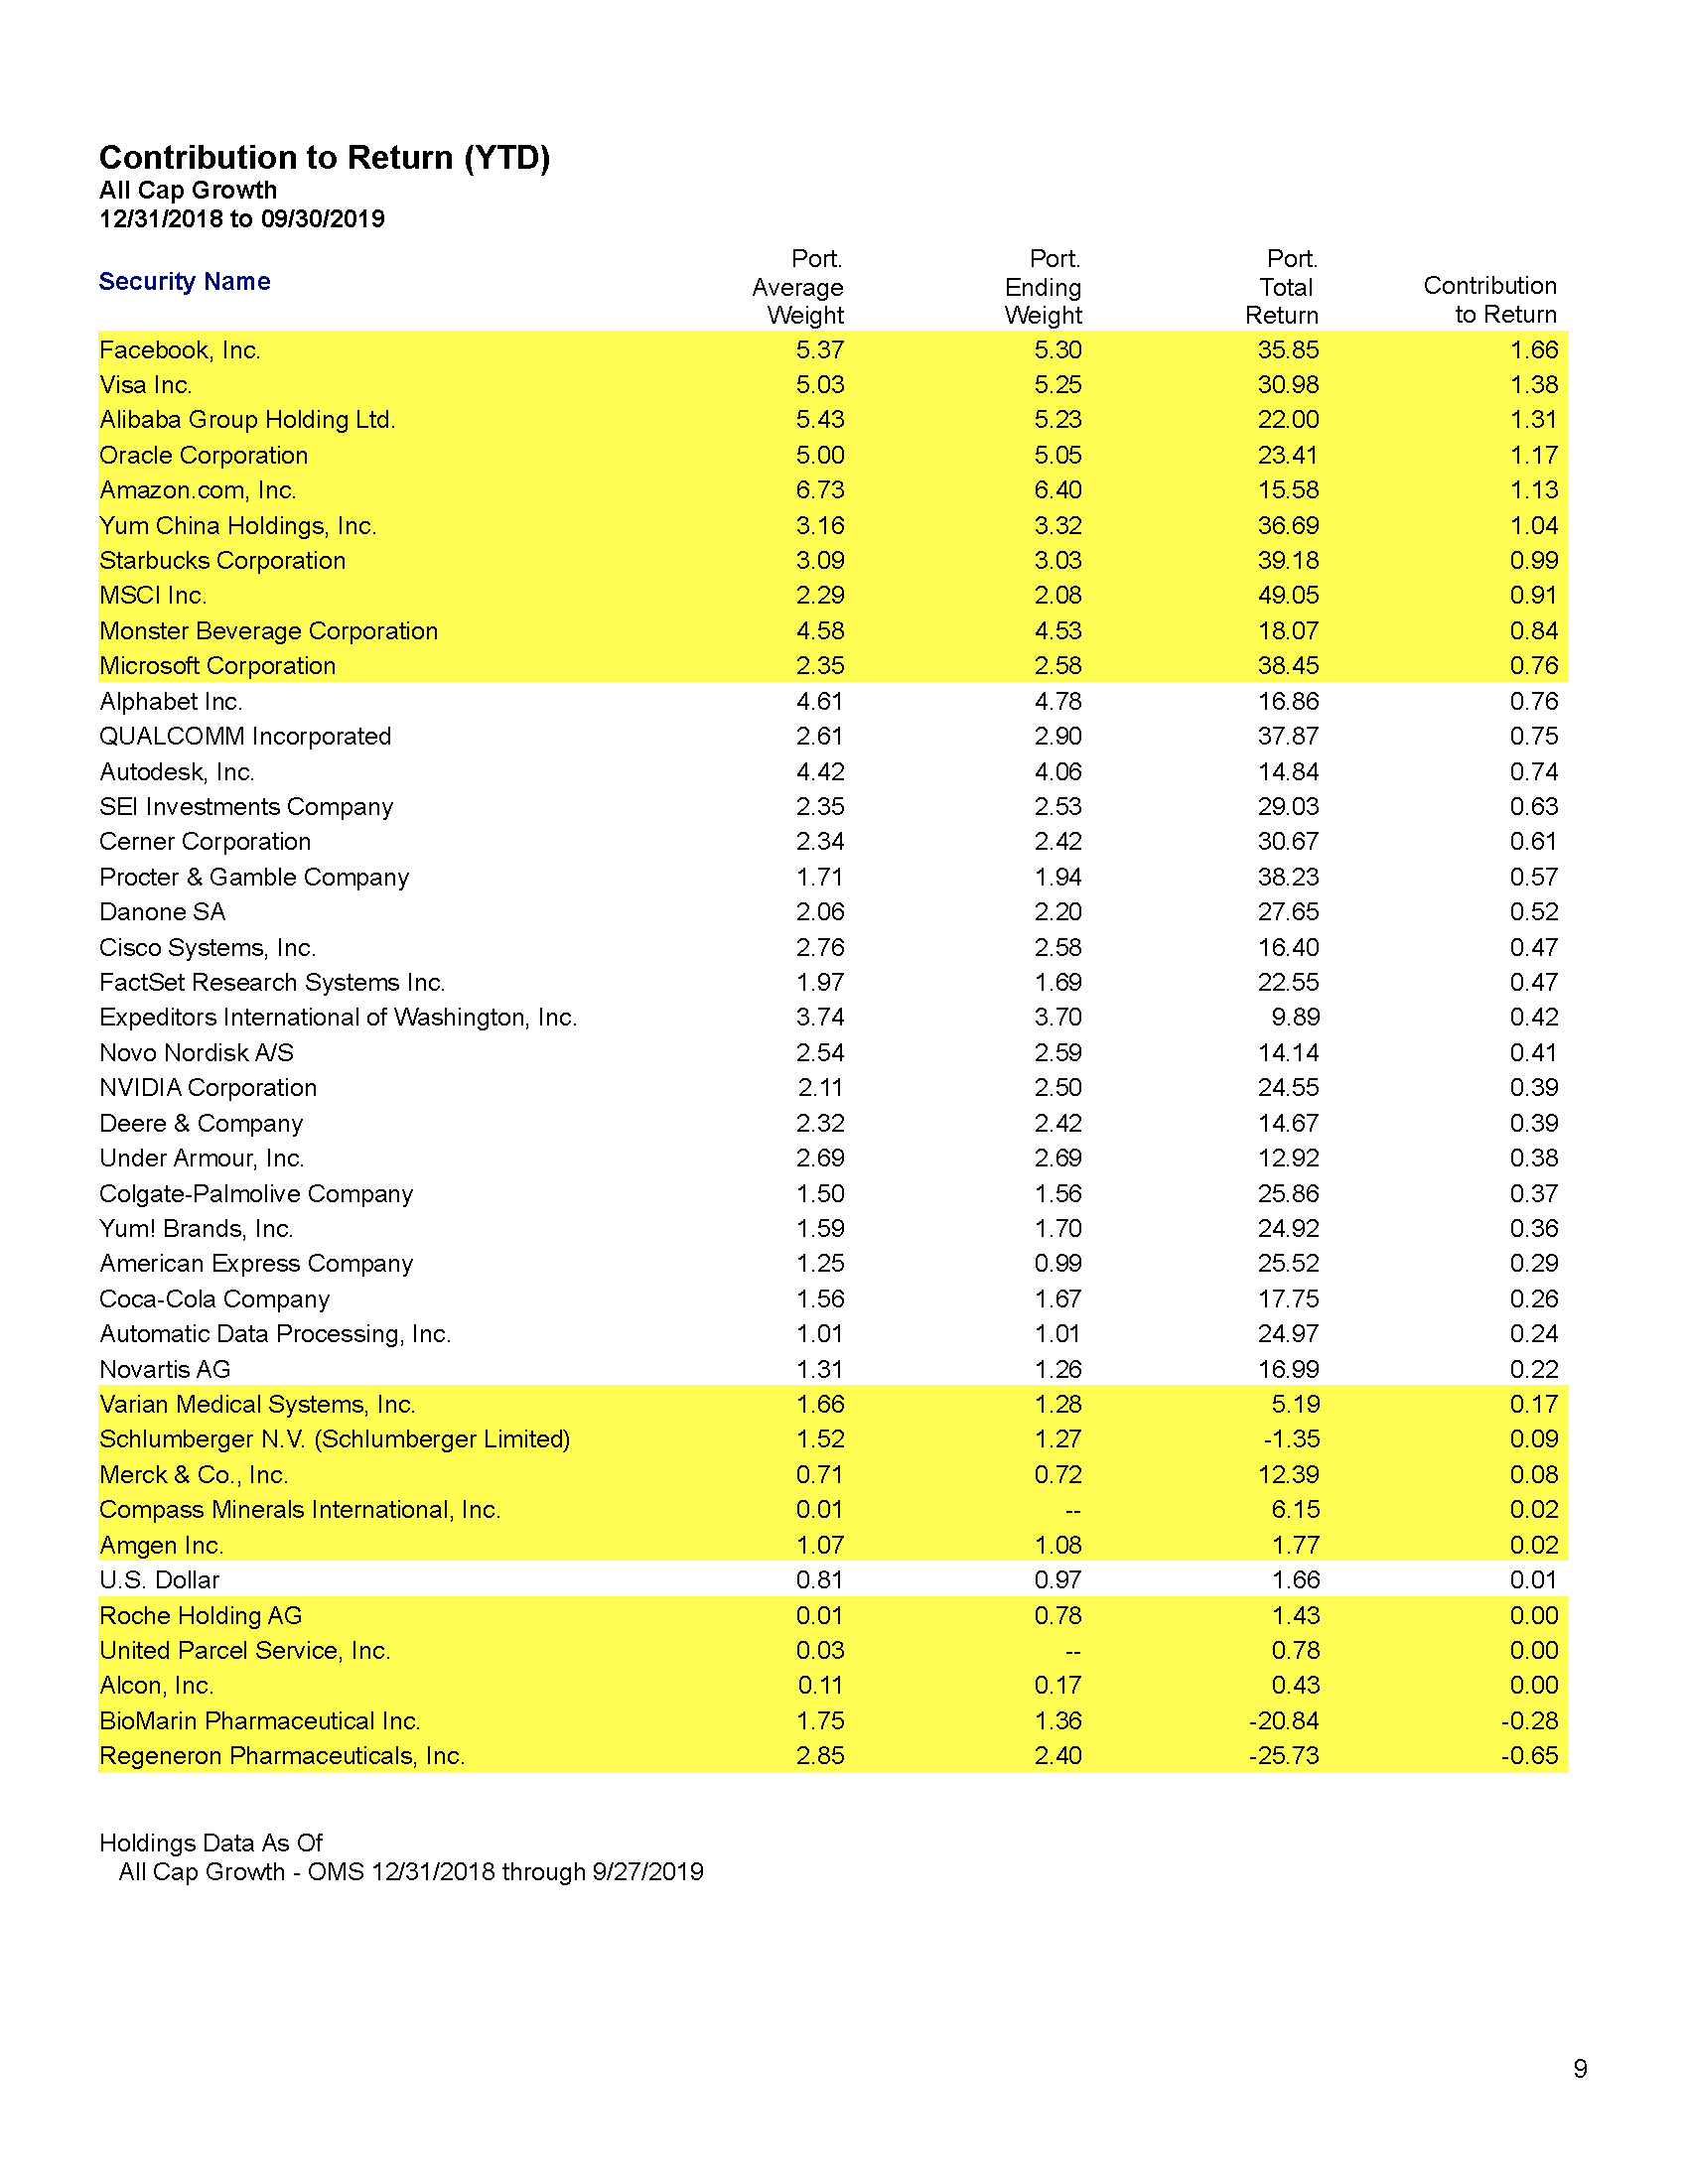 Contribution to Return (YTD)
All Cap Growth
12/31/2018 to 09/30/2019
Security Name Port. Average Weight Port. Ending Weight Port. Total Return Contribution to Return
Facebook, Inc. 5.37 5.30 35.85 1.66
Visa Inc. 5.03 5.25 30.98 1.38
Alibaba Group Holding Ltd. 5.43 5.23 22.00 1.31
Oracle Corporation 5.00 5.05 23.41 1.17
Amazon.com, Inc. 6.73 6.40 15.58 1.13
Yum China Holdings, Inc. 3.16 3.32 36.69 1.04
Starbucks Corporation 3.09 3.03 39.18 0.99
MSCI Inc. 2.29 2.08 49.05 0.91
Monster Beverage Corporation 4.58 4.53 18.07 0.84
Microsoft Corporation 2.35 2.58 38.45 0.76
Alphabet Inc. 4.61 4.78 16.86 0.76
QUALCOMM Incorporated 2.61 2.90 37.87 0.75
Autodesk, Inc. 4.42 4.06 14.84 0.74
SEI Investments Company 2.35 2.53 29.03 0.63
Cerner Corporation 2.34 2.42 30.67 0.61
Procter & Gamble Company 1.71 1.94 38.23 0.57
Danone SA 2.06 2.20 27.65 0.52
Cisco Systems, Inc. 2.76 2.58 16.40 0.47
FactSet Research Systems Inc. 1.97 1.69 22.55 0.47
Expeditors International of Washington, Inc. 3.74 3.70 9.89 0.42
Novo Nordisk A/S 2.54 2.59 14.14 0.41
NVIDIA Corporation 2.11 2.50 24.55 0.39
Deere & Company 2.32 2.42 14.67 0.39
Under Armour, Inc. 2.69 2.69 12.92 0.38
Colgate-Palmolive Company 1.50 1.56 25.86 0.37
Yum! Brands, Inc. 1.59 1.70 24.92 0.36
American Express Company 1.25 0.99 25.52 0.29
Coca-Cola Company 1.56 1.67 17.75 0.26
Automatic Data Processing, Inc. 1.01 1.01 24.97 0.24
Novartis AG 1.31 1.26 16.99 0.22
Varian Medical Systems, Inc. 1.66 1.28 5.19 0.17
Schlumberger N.V. (Schlumberger Limited) 1.52 1.27 -1.35 0.09
Merck & Co., Inc. 0.71 0.72 12.39 0.08
Compass Minerals International, Inc. 0.01 -- 6.15 0.02
Amgen Inc. 1.07 1.08 1.77 0.02
U.S. Dollar 0.81 0.97 1.66 0.01
Roche Holding AG 0.01 0.78 1.43 0.00
United Parcel Service, Inc. 0.03 -- 0.78 0.00
Alcon, Inc. 0.11 0.17 0.43 0.00
BioMarin Pharmaceutical Inc. 1.75 1.36 -20.84 -0.28
Regeneron Pharmaceuticals, Inc. 2.85 2.40 -25.73 -0.65
Holdings Data As Of
All Cap Growth - OMS 12/31/2018 through 9/27/2019
9